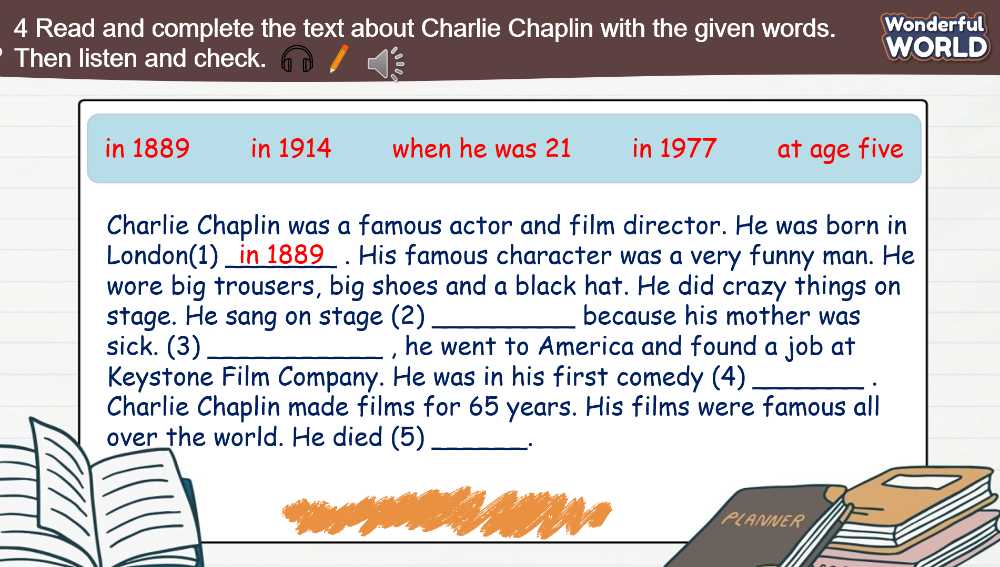 4 Read and complete the text about Charlie Chaplin with the given words.
Then listen and check.
Wonderful
WORLD
in 1889 in 1914 when he was 21 in 1977 at age five
Charlie Chaplin was a famous actor and film director. He was born in
London(1) in 1889 . His famous character was a very funny man. He
wore big trousers, big shoes and a black hat. He did crazy things on
stage. He sang on stage (2) _________ because his mother was
sick. (3) ___________ , he went to America and found a job at
Keystone Film Company. He was in his first comedy (4) _______ .
Charlie Chaplin made films for 65 years. His films were famous all
over the world. He died (5) ______.
PLANNER